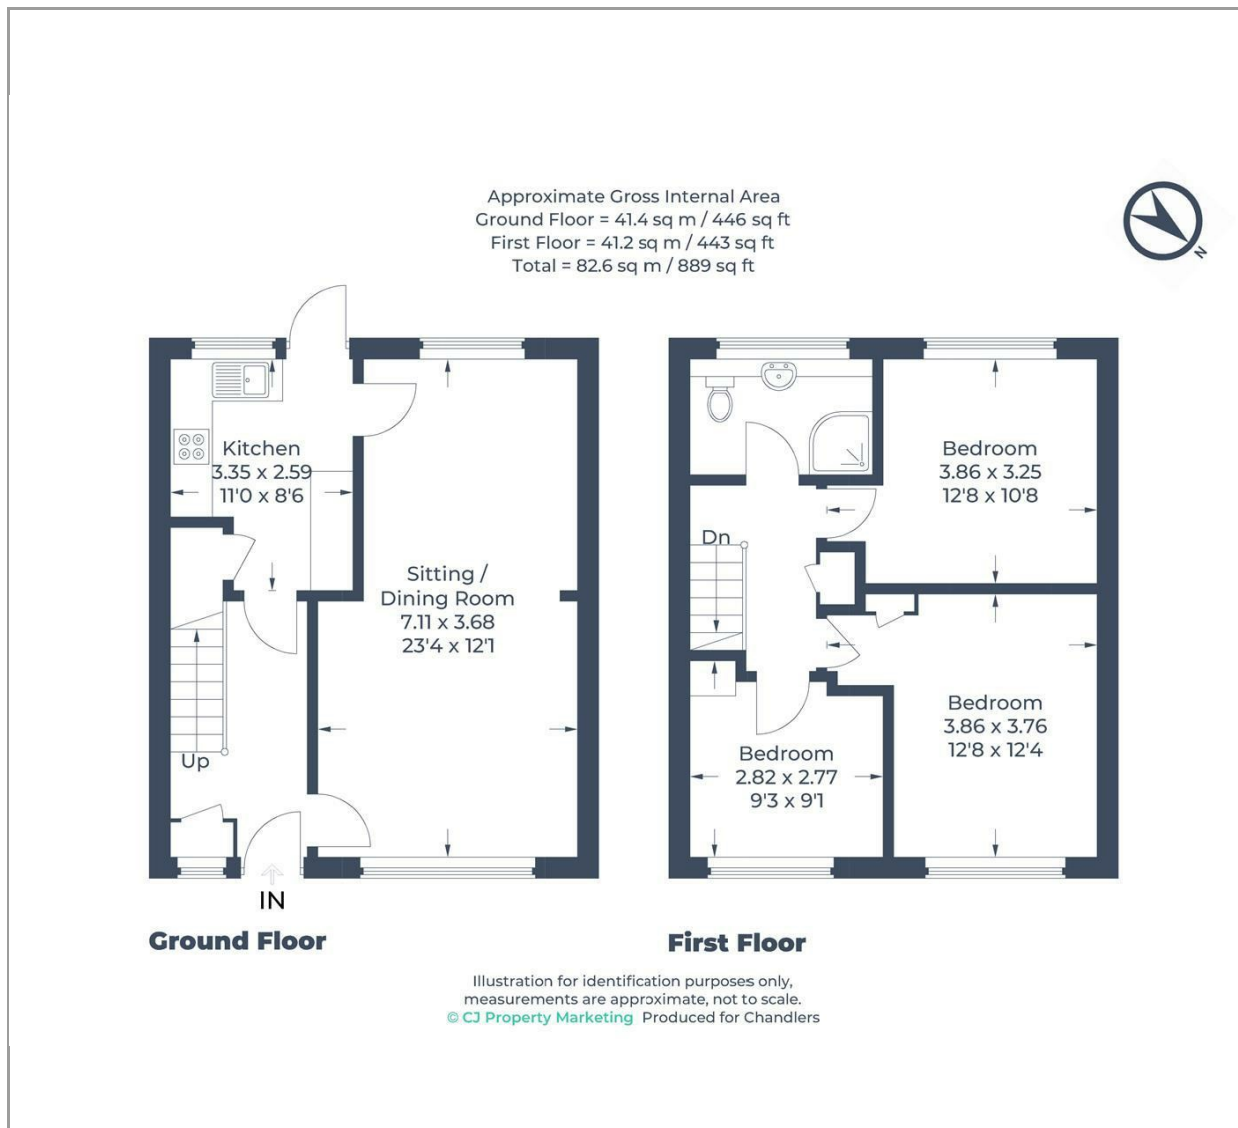 Approximate Gross Internal Area
Ground Floor = 41.4 sq m / 446 sq ft
First Floor = 41.2 sq m / 443 sq ft
Total = 82.6 sq m / 889 sq ft
N
Kitchen
3.35 x 2.59
11'0 x 8'6
Sitting /
Dining Room
7.11 x 3.68
23'4 x 12'1
Up
IN
Ground Floor
Bedroom
3.86 x 3.25
12'8 x 10'8
Dn
Bedroom
3.86 x 3.76
12'8 x 12'4
Bedroom
2.82 x 2.77
9'3 x 9'1
First Floor
Illustration for identification purposes only,
measurements are approximate, not to scale.
© CJ Property Marketing Produced for Chandlers